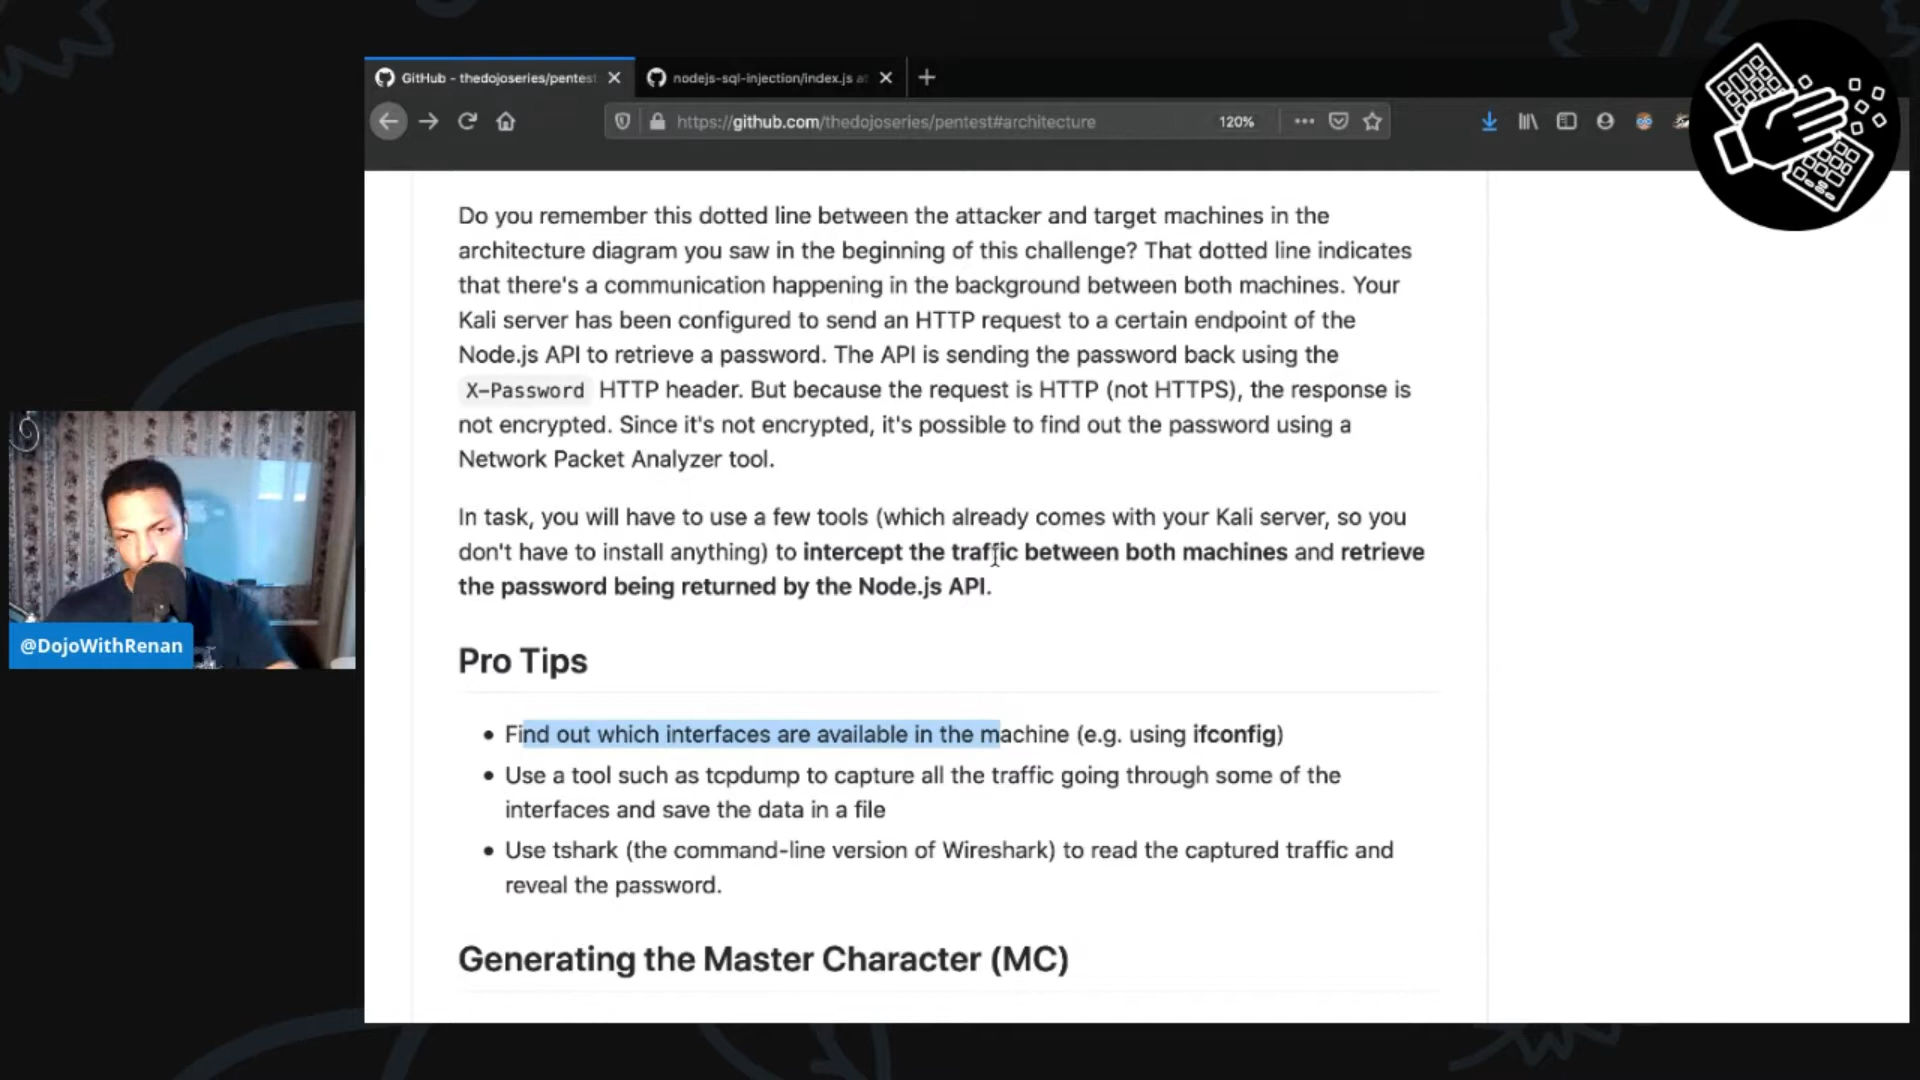 GitHub - thedojoseries/pentest
nodejs-sql-injection/index.js at
https://github.com/thedojoseries/pentest#architecture
120%
Do you remember this dotted line between the attacker and target machines in the
architecture diagram you saw in the beginning of this challenge? That dotted line indicates
that there's a communication happening in the background between both machines. Your
Kali server has been configured to send an HTTP request to a certain endpoint of the
Node.js API to retrieve a password. The API is sending the password back using the
X-Password HTTP header. But because the request is HTTP (not HTTPS), the response is
not encrypted. Since it's not encrypted, it's possible to find out the password using a
Network Packet Analyzer tool.
In task, you will have to use a few tools (which already comes with your Kali server, so you
don't have to install anything) to intercept the traffic between both machines and retrieve
the password being returned by the Node.js API.
@DojoWithRenan
Pro Tips
• Find out which interfaces are available in the machine (e.g. using ifconfig)
• Use a tool such as tcpdump to capture all the traffic going through some of the
interfaces and save the data in a file
• Use tshark (the command-line version of Wireshark) to read the captured traffic and
reveal the password.
Generating the Master Character (MC)